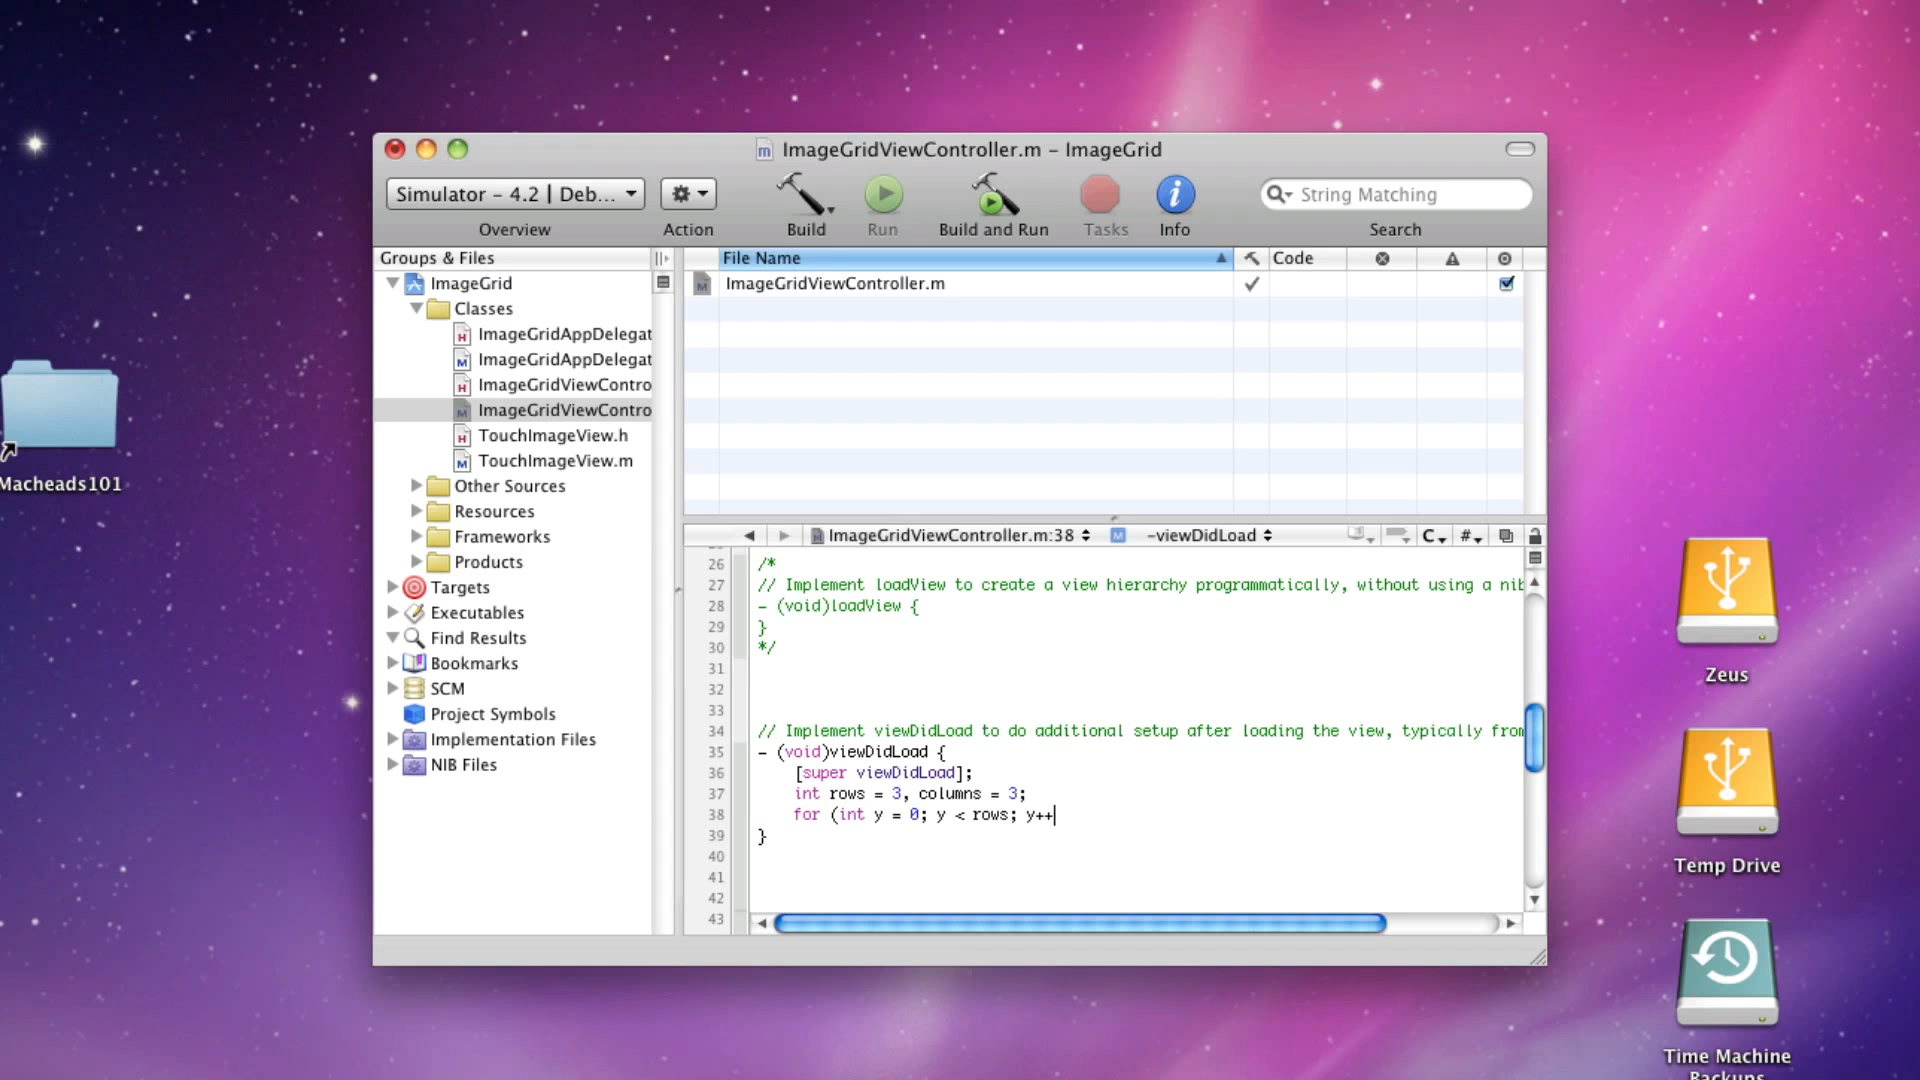 ImageGridViewController.m – ImageGrid
Simulator – 4.2 | Deb...
String Matching
Overview
Action
Build
Run
Build and Run
Tasks
Info
Search
Groups & Files
File Name
Code
ImageGrid
ImageGridViewController.m
Classes
ImageGridAppDelegat
ImageGridAppDelegat
ImageGridViewContro
ImageGridViewContro
TouchImageView.h
TouchImageView.m
Other Sources
Resources
Frameworks
Products
Targets
Executables
Find Results
Bookmarks
SCM
Project Symbols
Implementation Files
NIB Files
ImageGridViewController.m:38
-viewDidLoad
C
#
26 /*
27 // Implement loadView to create a view hierarchy programmatically, without using a nib
28 - (void)loadView {
29 }
30 */
31
32
33
34 // Implement viewDidLoad to do additional setup after loading the view, typically from
35 - (void)viewDidLoad {
36 [super viewDidLoad];
37 int rows = 3, columns = 3;
38 for (int y = 0; y < rows; y++
39 }
40
41
42
43
Macheads101
Zeus
Temp Drive
Time Machine
Backups